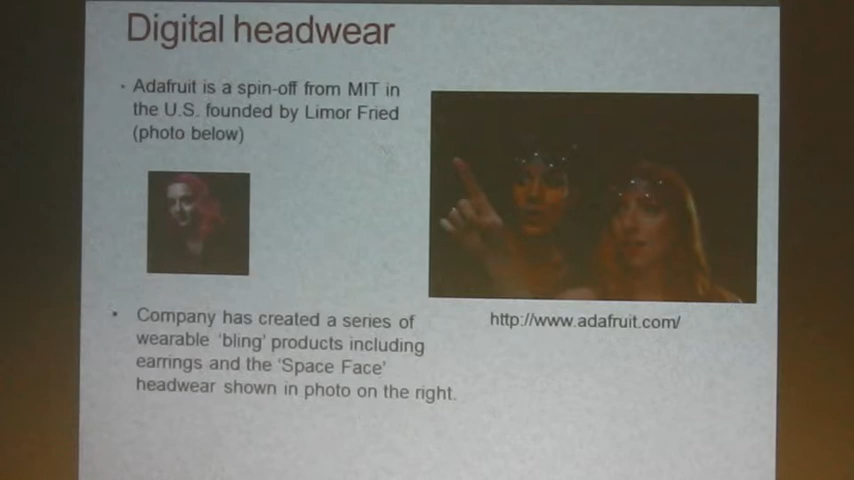 Digital headwear
• Adafruit is a spin-off from MIT in
the U.S. founded by Limor Fried
(photo below)
• Company has created a series of
wearable ‘bling’ products including
earrings and the ‘Space Face’
headwear shown in photo on the right.
http://www.adafruit.com/